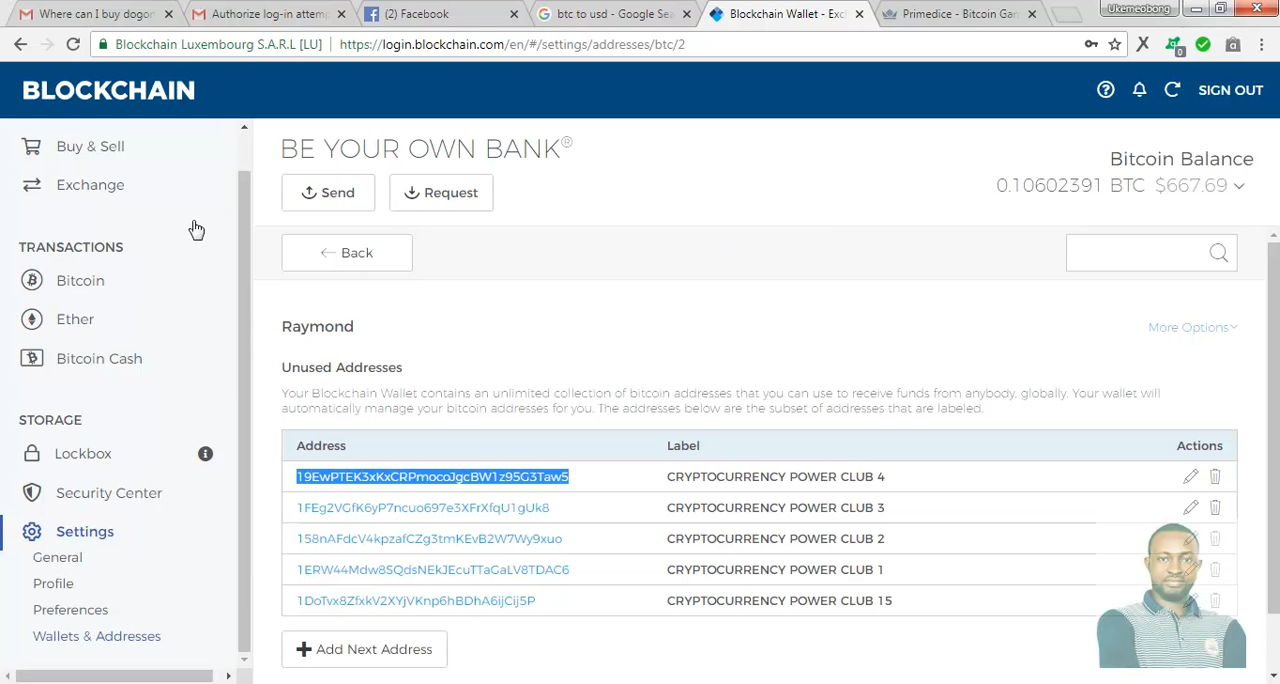 Where can I buy dogon
Authorize log-in attemp
(2) Facebook
btc to usd - Google Sea
Blockchain Wallet - Exc
Primedice - Bitcoin Gam
Ukemeobong
Blockchain Luxembourg S.A.R.L [LU]
https://login.blockchain.com/en/#/settings/addresses/btc/2
BLOCKCHAIN
SIGN OUT
Buy & Sell
Exchange
TRANSACTIONS
Bitcoin
Ether
Bitcoin Cash
STORAGE
Lockbox
Security Center
Settings
General
Profile
Preferences
Wallets & Addresses
BE YOUR OWN BANK®
Send
Request
Bitcoin Balance
0.10602391 BTC $667.69
Back
Raymond
More Options
Unused Addresses
Your Blockchain Wallet contains an unlimited collection of bitcoin addresses that you can use to receive funds from anybody, globally. Your wallet will
automatically manage your bitcoin addresses for you. The addresses below are the subset of addresses that are labeled.
Address Label Actions
19EwPTEK3xKxCRPmocoJgcBW1z95G3Taw5 CRYPTOCURRENCY POWER CLUB 4
1FEg2VGfK6yP7ncuo697e3XFrXfqU1gUk8 CRYPTOCURRENCY POWER CLUB 3
158nAFdcV4kpzafCZg3tmKEvB2W7Wy9xuo CRYPTOCURRENCY POWER CLUB 2
1ERW44Mdw8SQdsNEkJEcuTTaGaLV8TDAC6 CRYPTOCURRENCY POWER CLUB 1
1DoTvx8ZfxkV2XYjVKnp6hBDhA6ijCij5P CRYPTOCURRENCY POWER CLUB 15
Add Next Address